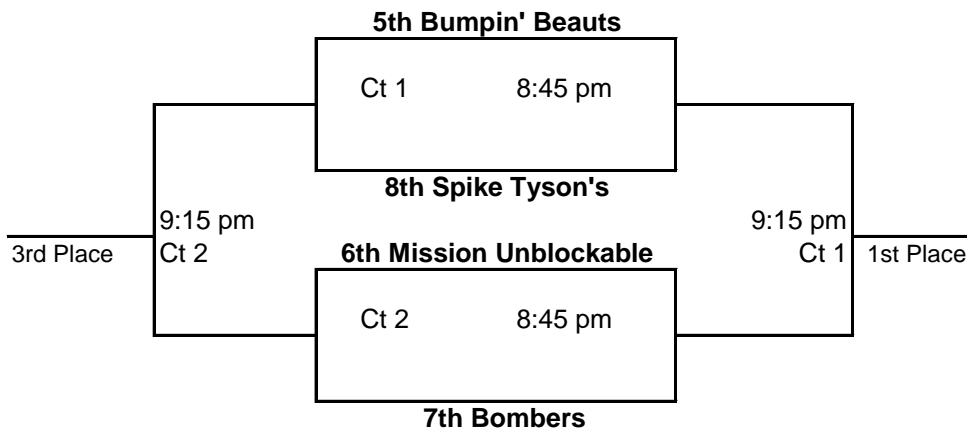 5th Bumpin' Beauts
Ct 1 8:45 pm
8th Spike Tyson's
9:15 pm 9:15 pm
3rd Place Ct 2 6th Mission Unblockable Ct 1 1st Place
Ct 2 8:45 pm
7th Bombers